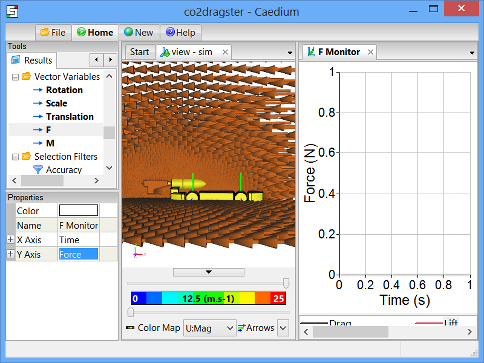 co2dragster - Caedium
File Home New Help
Tools
Results
Vector Variables
Rotation
Scale
Translation
F
M
Selection Filters
Accuracy
Properties
Color
Name F Monitor
X Axis Time
Y Axis Force
Start view - sim
0 12.5 (m.s-1) 25
Color Map U:Mag Arrows
F Monitor
Force (N)
1
0.8
0.6
0.4
0.2
0
0 0.2 0.4 0.6 0.8 1
Time (s)
Drag Lift